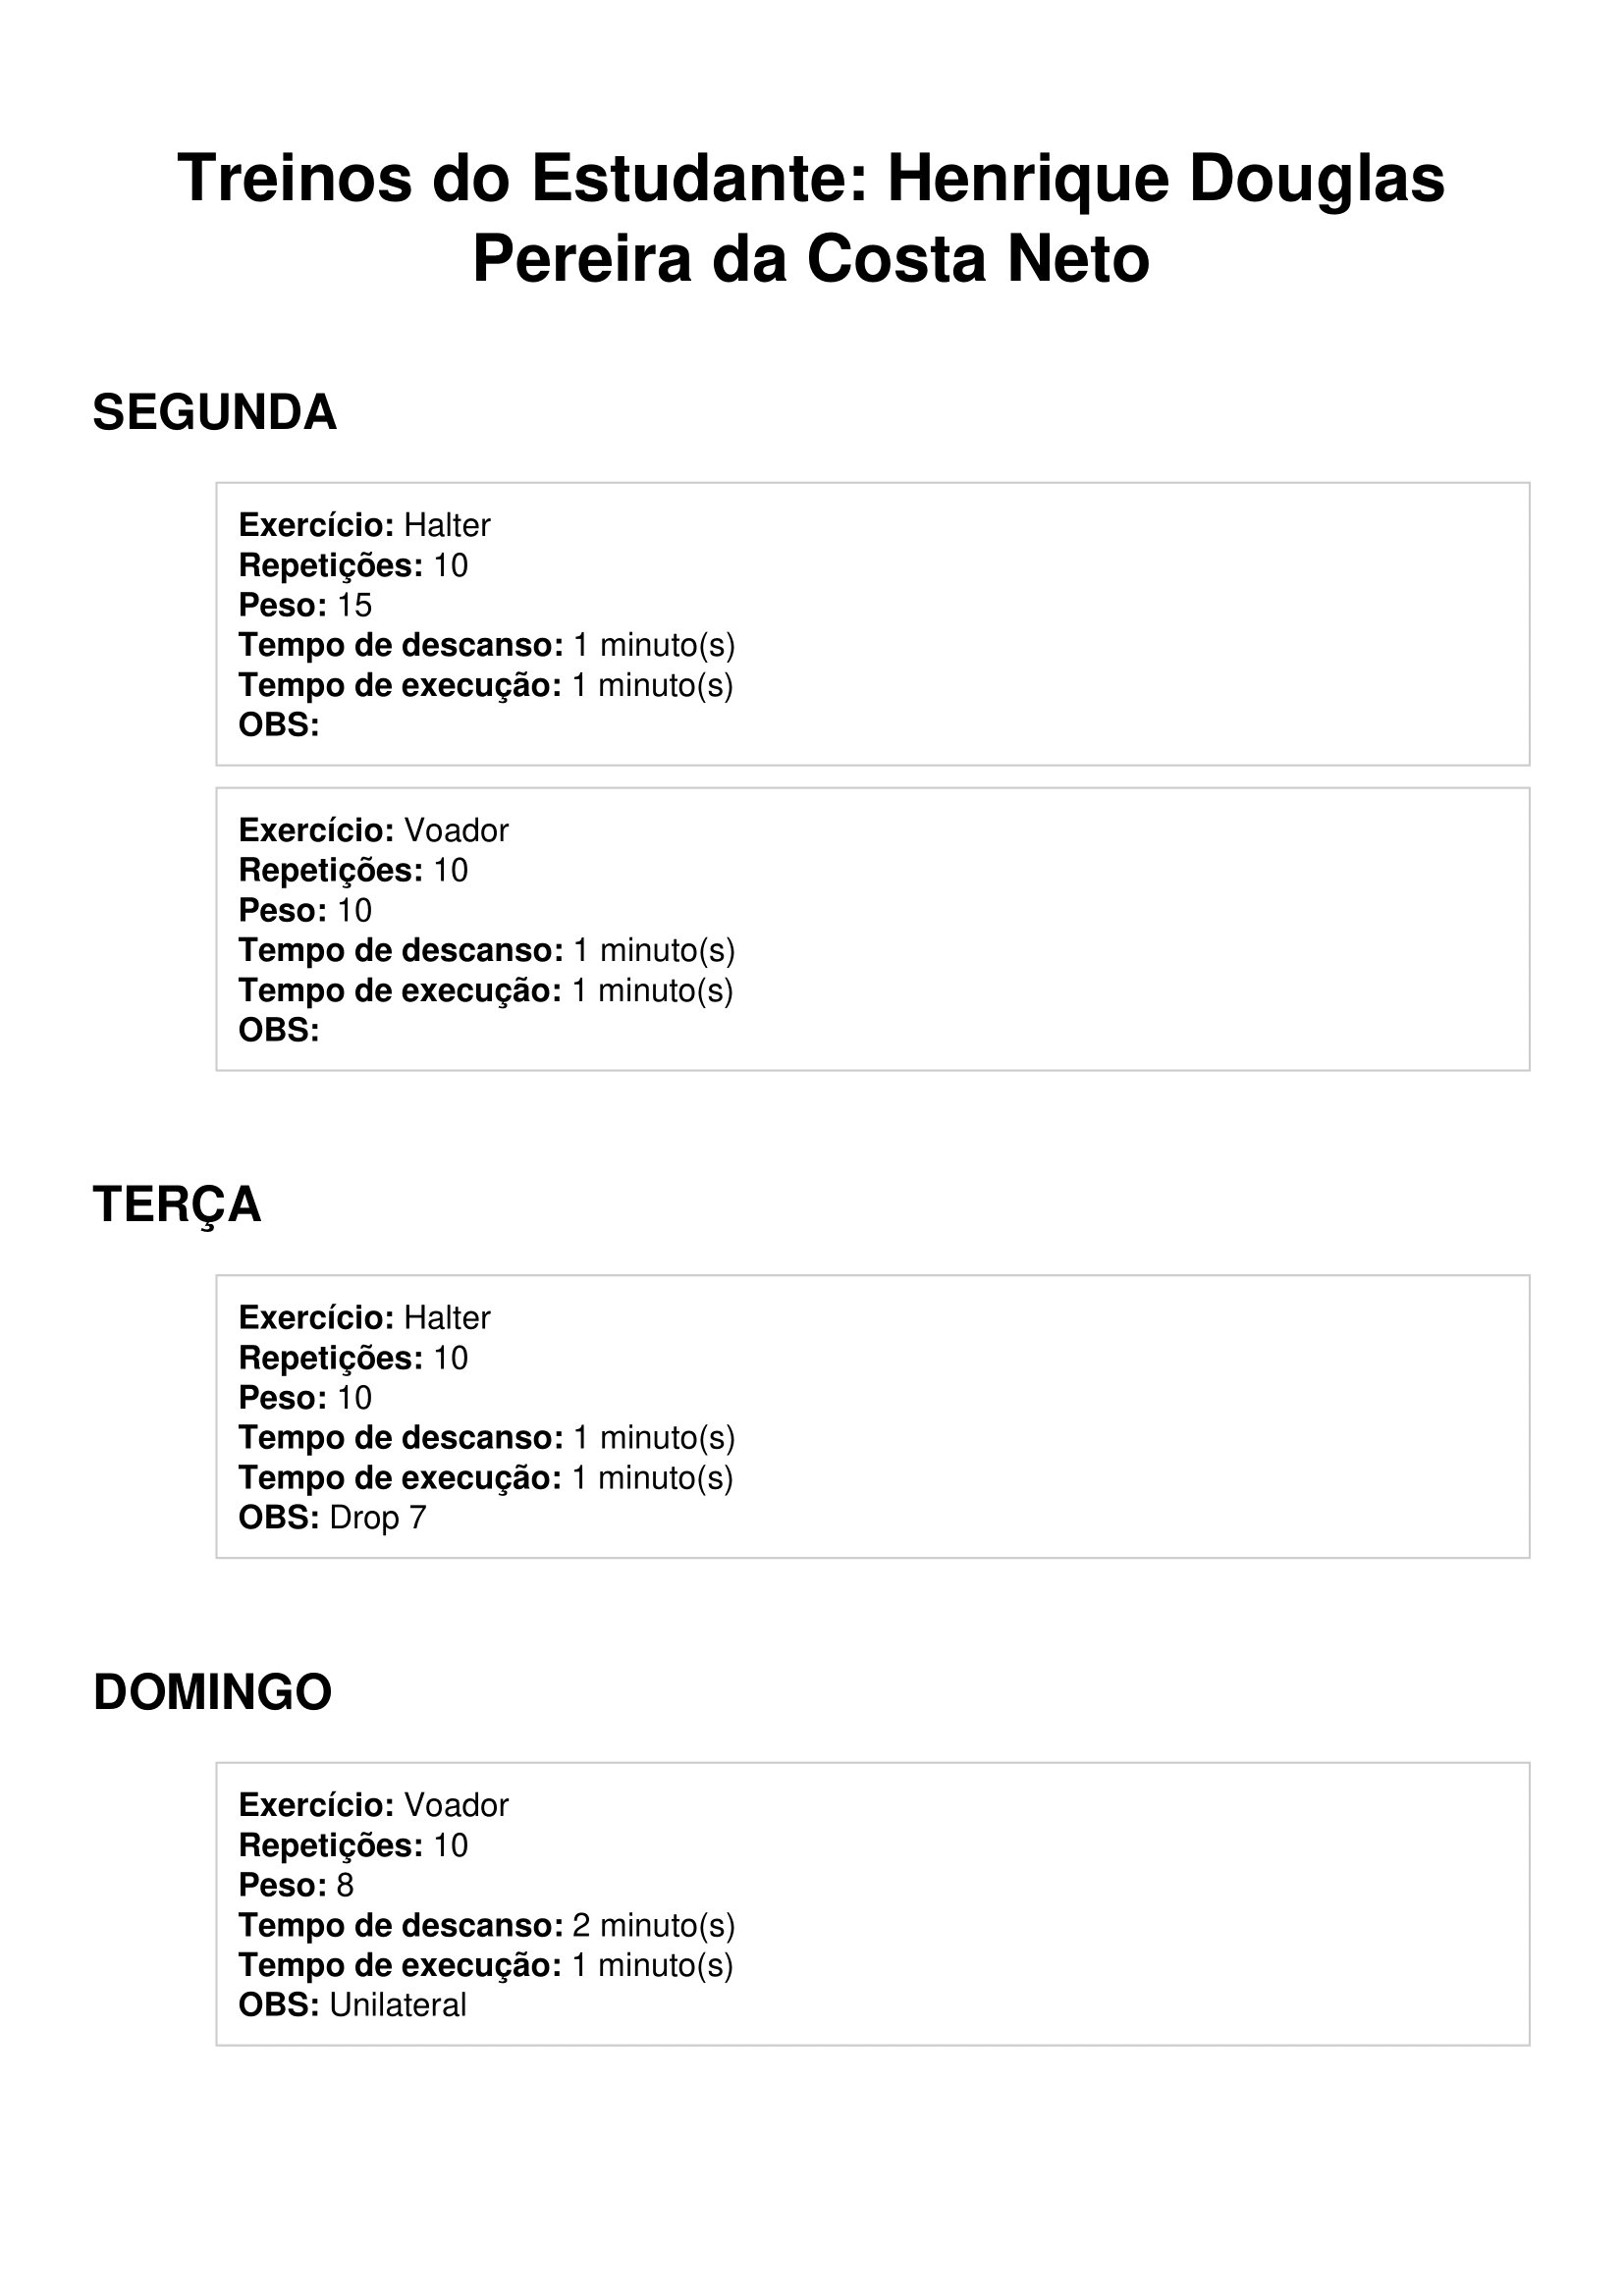 Treinos do Estudante: Henrique Douglas
Pereira da Costa Neto
SEGUNDA
Exercício: Halter
Repetições: 10
Peso: 15
Tempo de descanso: 1 minuto(s)
Tempo de execução: 1 minuto(s)
OBS:
Exercício: Voador
Repetições: 10
Peso: 10
Tempo de descanso: 1 minuto(s)
Tempo de execução: 1 minuto(s)
OBS:
TERÇA
Exercício: Halter
Repetições: 10
Peso: 10
Tempo de descanso: 1 minuto(s)
Tempo de execução: 1 minuto(s)
OBS: Drop 7
DOMINGO
Exercício: Voador
Repetições: 10
Peso: 8
Tempo de descanso: 2 minuto(s)
Tempo de execução: 1 minuto(s)
OBS: Unilateral